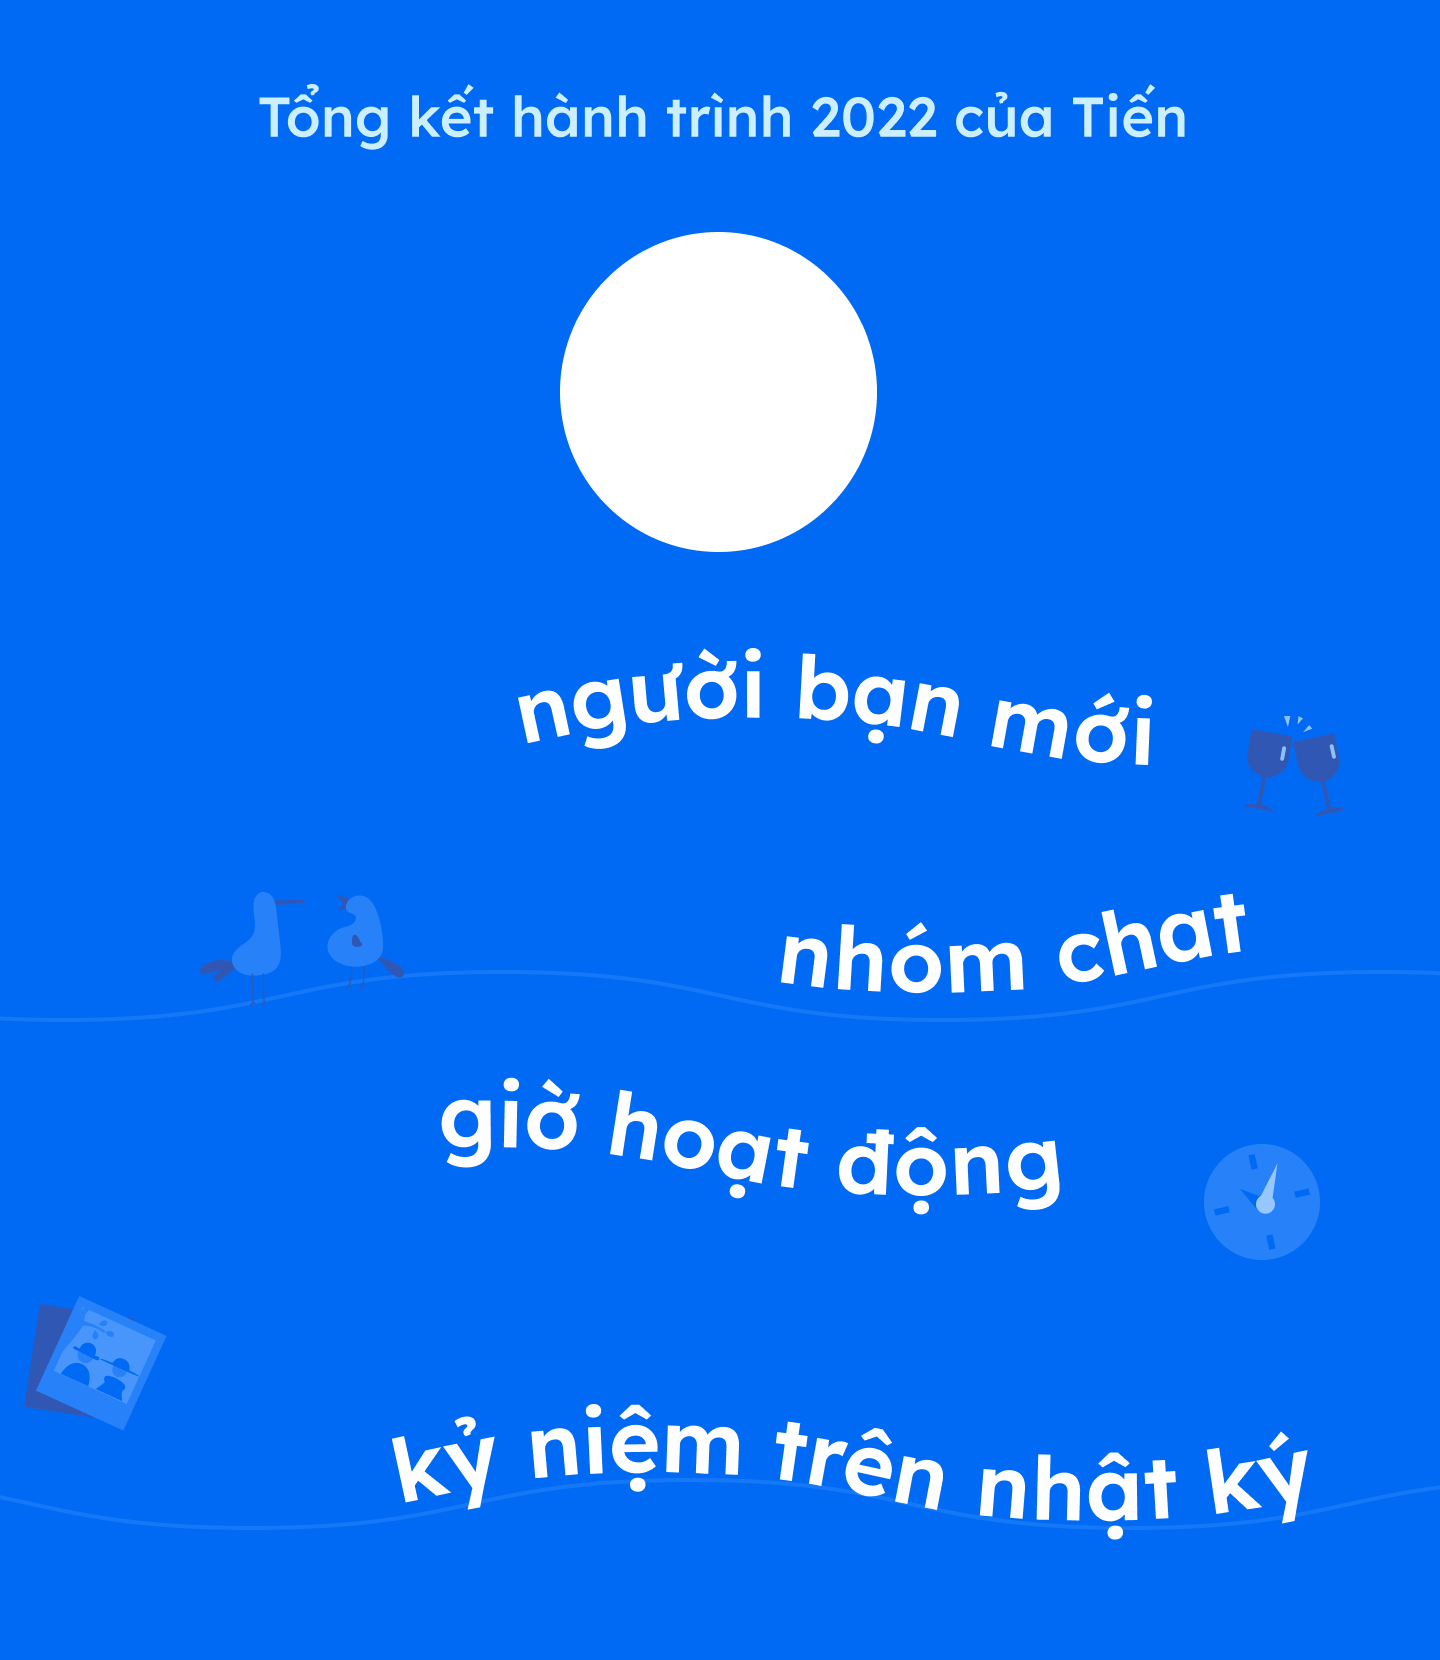 Tổng kết hành trình 2022 của Tiến
người bạn mới
nhóm chat
giờ hoạt động
kỷ niệm trên nhật ký